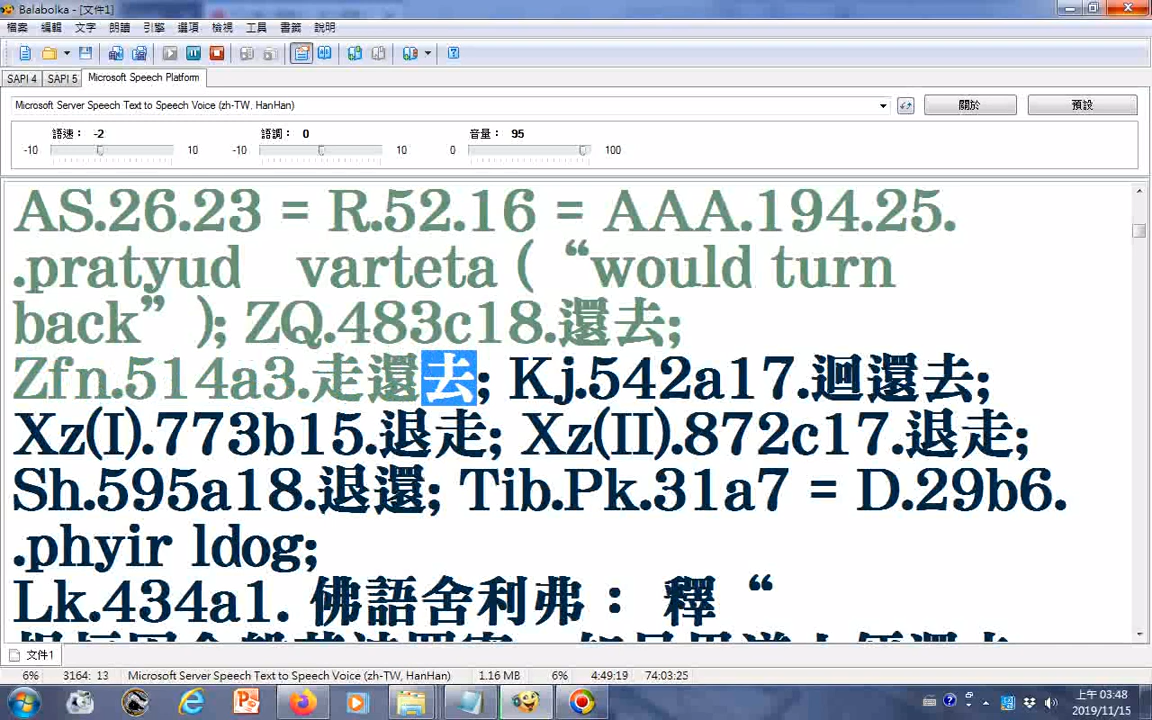 Balabolka - [文件1]
檔案 編輯 文字 朗讀 引擎 選項 檢視 工具 書籤 說明
SAPI 4 SAPI 5 Microsoft Speech Platform
Microsoft Server Speech Text to Speech Voice (zh-TW, HanHan) 關於 預設
語速： -2 語調： 0 音量： 95
-10 10 -10 10 0 100
AS.26.23 = R.52.16 = AAA.194.25.
.pratyud varteta (“would turn
back”); ZQ.483c18.還去;
Zfn.514a3.走還去; Kj.542a17.迴還去;
Xz(I).773b15.退走; Xz(II).872c17.退走;
Sh.595a18.退還; Tib.Pk.31a7 = D.29b6.
.phyir ldog;
Lk.434a1. 佛語舍利弗： 釋“
文件1
6% 3164: 13 Microsoft Server Speech Text to Speech Voice (zh-TW, HanHan) 1.16 MB 6% 4:49:19 74:03:25
上午 03:48
2019/11/15